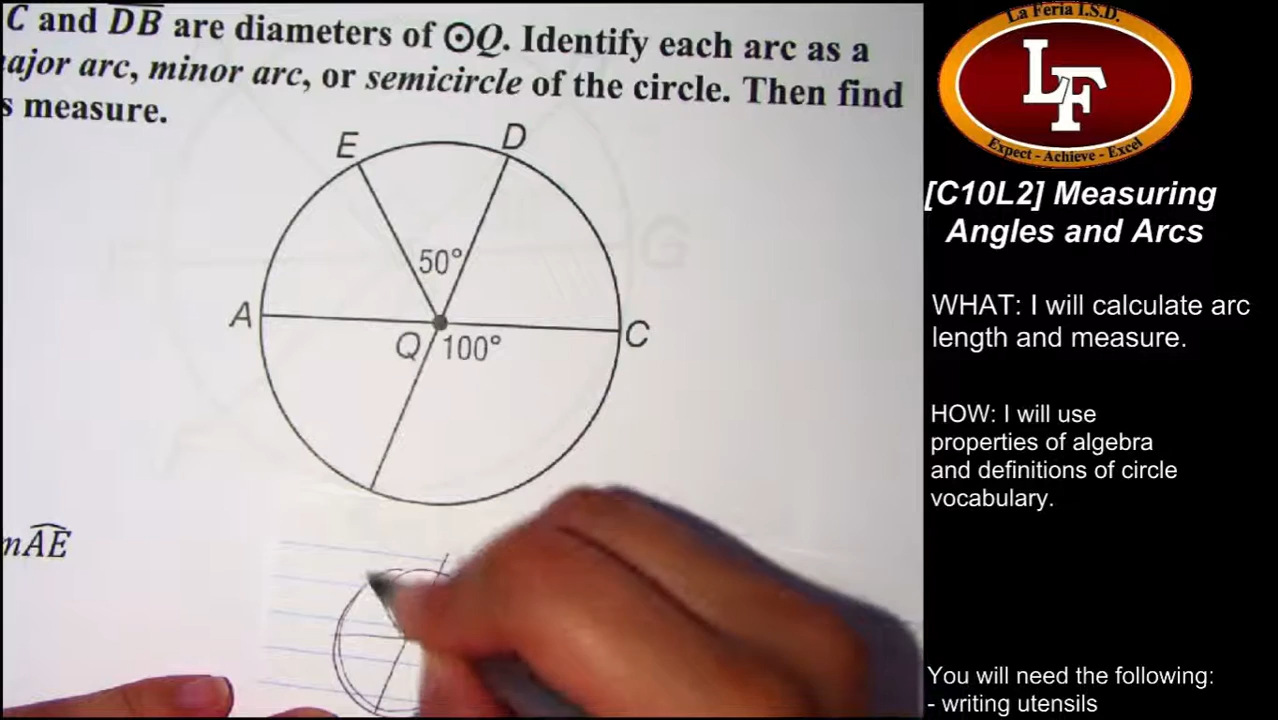 C and DB are diameters of ⊙Q. Identify each arc as a
ajor arc, minor arc, or semicircle of the circle. Then find
s measure.
E
D
50°
A
C
Q
100°
mAE
La Feria I.S.D.
LF
Expect - Achieve - Excel
[C10L2] Measuring
Angles and Arcs
WHAT: I will calculate arc
length and measure.
HOW: I will use
properties of algebra
and definitions of circle
vocabulary.
You will need the following:
- writing utensils